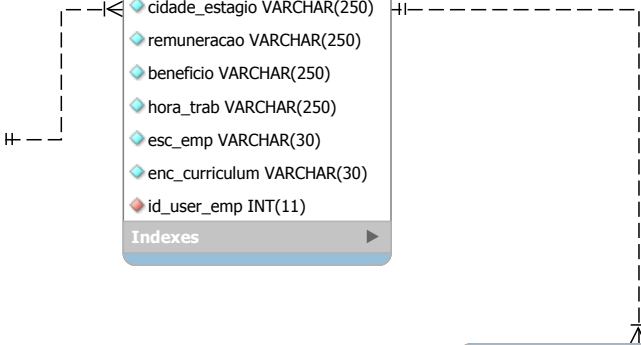 cidade_estagio VARCHAR(250)
remuneracao VARCHAR(250)
beneficio VARCHAR(250)
hora_trab VARCHAR(250)
esc_emp VARCHAR(30)
enc_curriculum VARCHAR(30)
id_user_emp INT(11)
Indexes